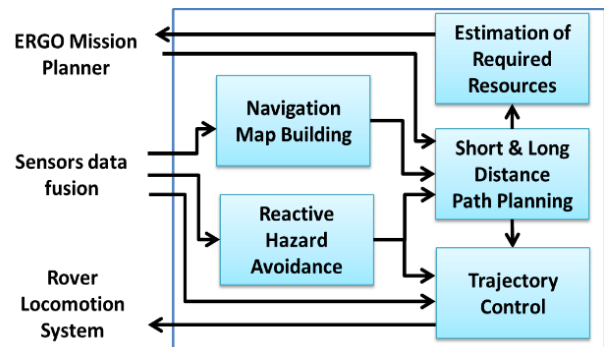 ERGO Mission
Planner
Estimation of
Required
Resources
Navigation
Map Building
Sensors data
fusion
Short & Long
Distance
Path Planning
Reactive
Hazard
Avoidance
Rover
Locomotion
System
Trajectory
Control